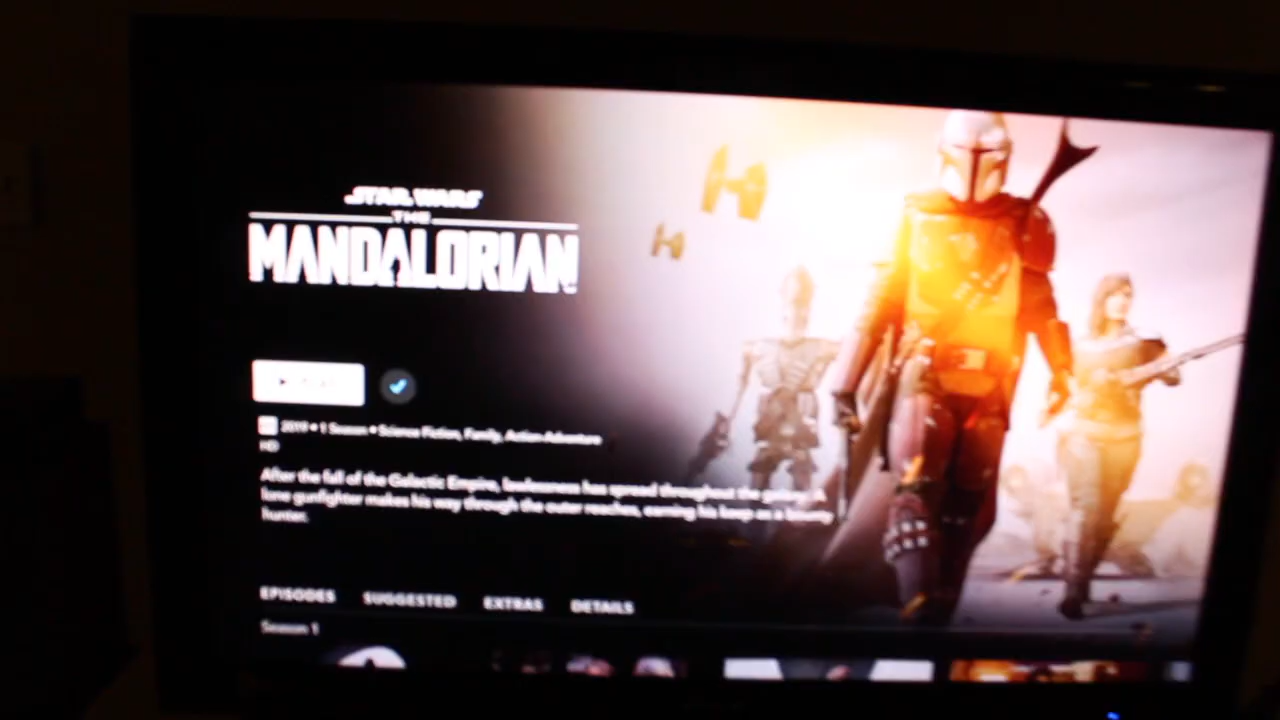 STAR WARS
THE
MANDALORIAN
2019 • 1 Season • Science Fiction, Family, Action-Adventure
HD
After the fall of the Galactic Empire, lawlessness has spread throughout the galaxy. A
lone gunfighter makes his way through the outer reaches, earning his keep as a bounty
hunter.
EPISODES SUGGESTED EXTRAS DETAILS
Season 1